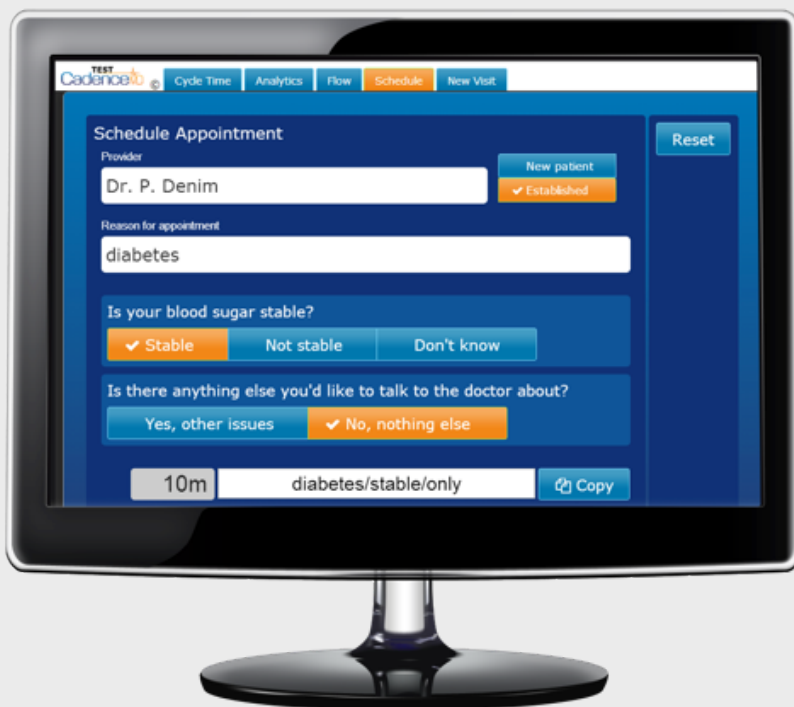 TEST
Cadence ©
Cycle Time Analytics Flow Schedule New Visit
Schedule Appointment
Reset
Provider
New patient
Dr. P. Denim
✓ Established
Reason for appointment
diabetes
Is your blood sugar stable?
✓ Stable Not stable Don't know
Is there anything else you'd like to talk to the doctor about?
Yes, other issues ✓ No, nothing else
10m diabetes/stable/only Copy